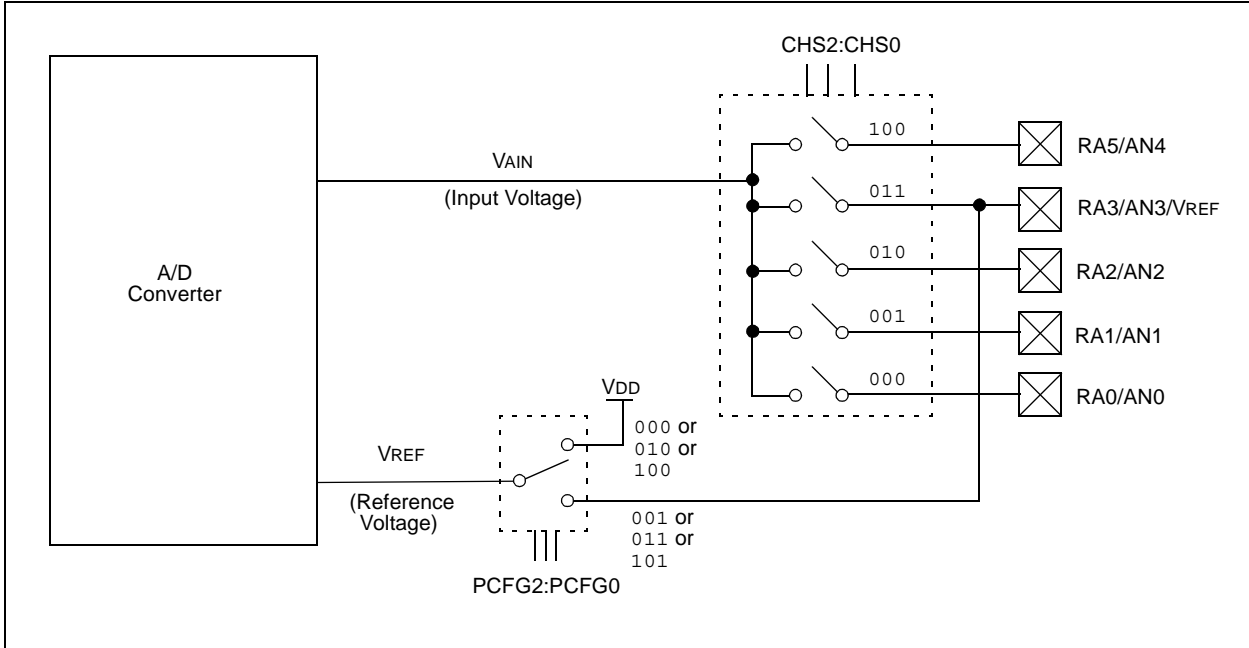 CHS2:CHS0
100
RA5/AN4
VAIN
(Input Voltage)
011
RA3/AN3/VREF
A/D
Converter
010
RA2/AN2
001
RA1/AN1
000
RA0/AN0
VDD
000 or
010 or
100
VREF
(Reference
Voltage)
001 or
011 or
101
PCFG2:PCFG0